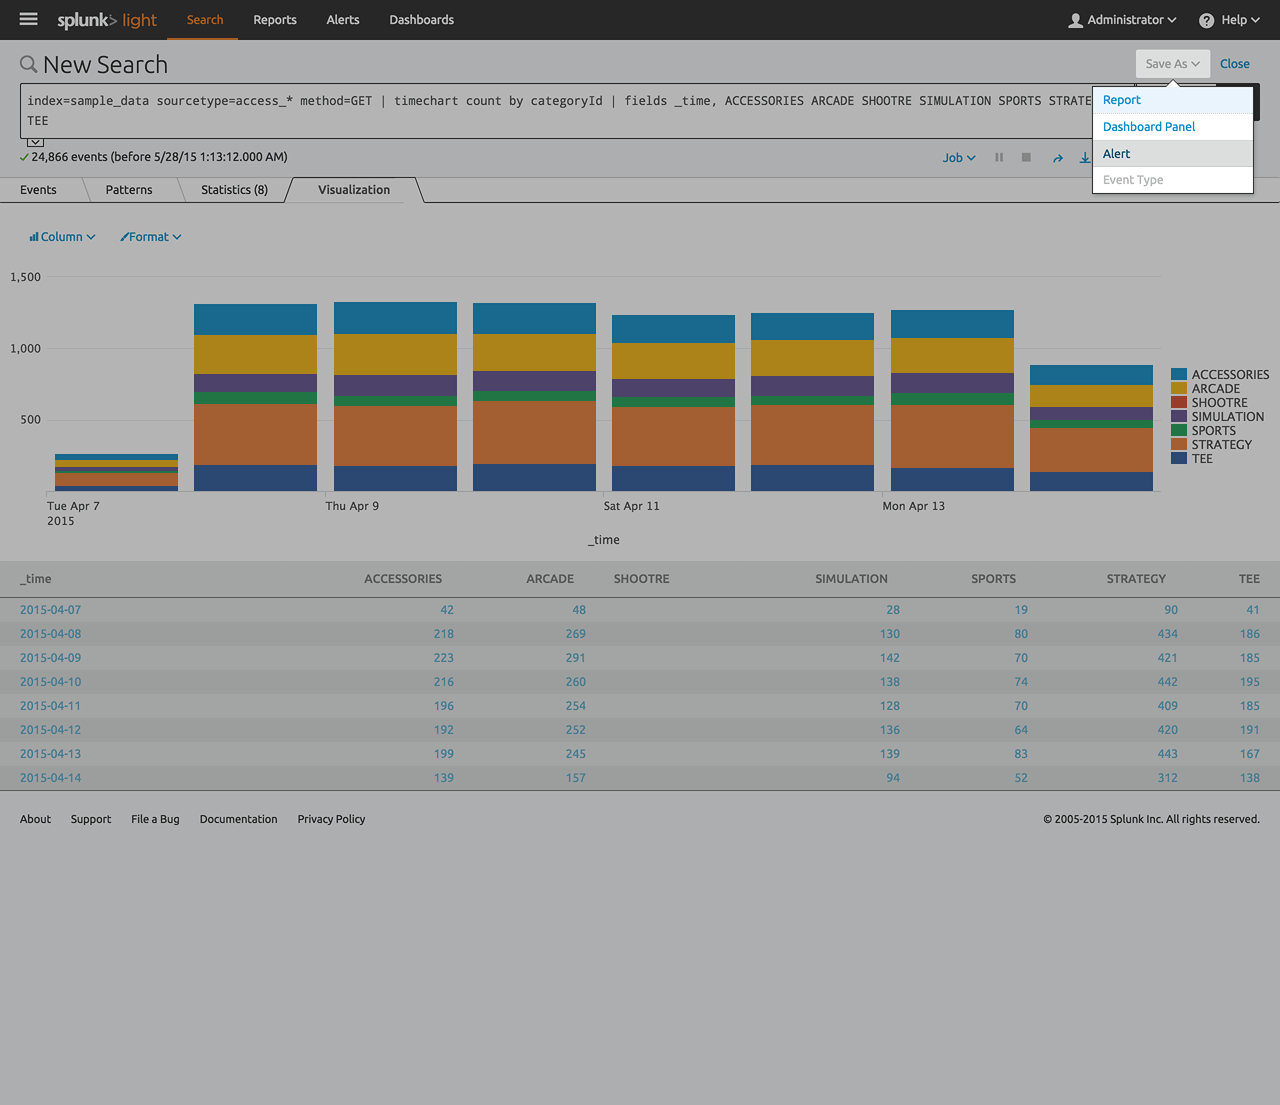 splunk> light Search Reports Alerts Dashboards Administrator Help
New Search Save As Close
index=sample_data sourcetype=access_* method=GET | timechart count by categoryId | fields _time, ACCESSORIES ARCADE SHOOTRE SIMULATION SPORTS STRATE
TEE
Report
Dashboard Panel
Alert
Event Type
24,866 events (before 5/28/15 1:13:12.000 AM) Job
Events Patterns Statistics (8) Visualization
Column Format
1,500
1,000
500
ACCESSORIES
ARCADE
SHOOTRE
SIMULATION
SPORTS
STRATEGY
TEE
Tue Apr 7 Thu Apr 9 Sat Apr 11 Mon Apr 13
2015
_time
_time ACCESSORIES ARCADE SHOOTRE SIMULATION SPORTS STRATEGY TEE
2015-04-07 42 48 28 19 90 41
2015-04-08 218 269 130 80 434 186
2015-04-09 223 291 142 70 421 185
2015-04-10 216 260 138 74 442 195
2015-04-11 196 254 128 70 409 185
2015-04-12 192 252 136 64 420 191
2015-04-13 199 245 139 83 443 167
2015-04-14 139 157 94 52 312 138
About Support File a Bug Documentation Privacy Policy © 2005-2015 Splunk Inc. All rights reserved.